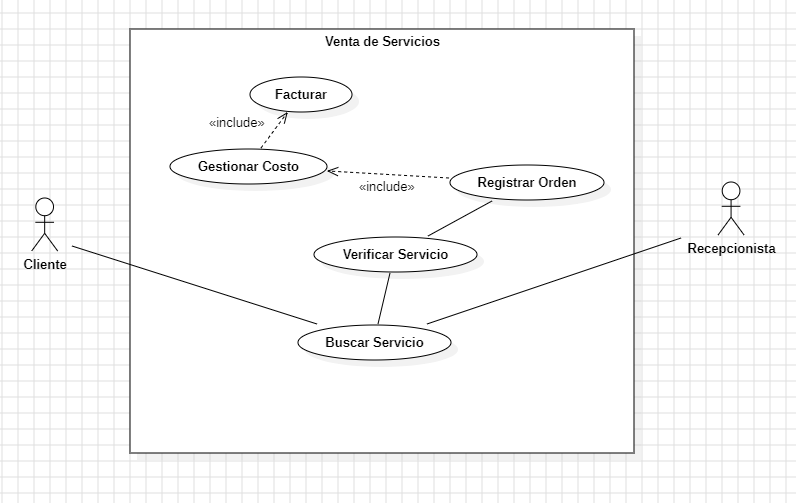 Venta de Servicios
Facturar
«include»
Gestionar Costo
«include»
Registrar Orden
Cliente
Verificar Servicio
Recepcionista
Buscar Servicio